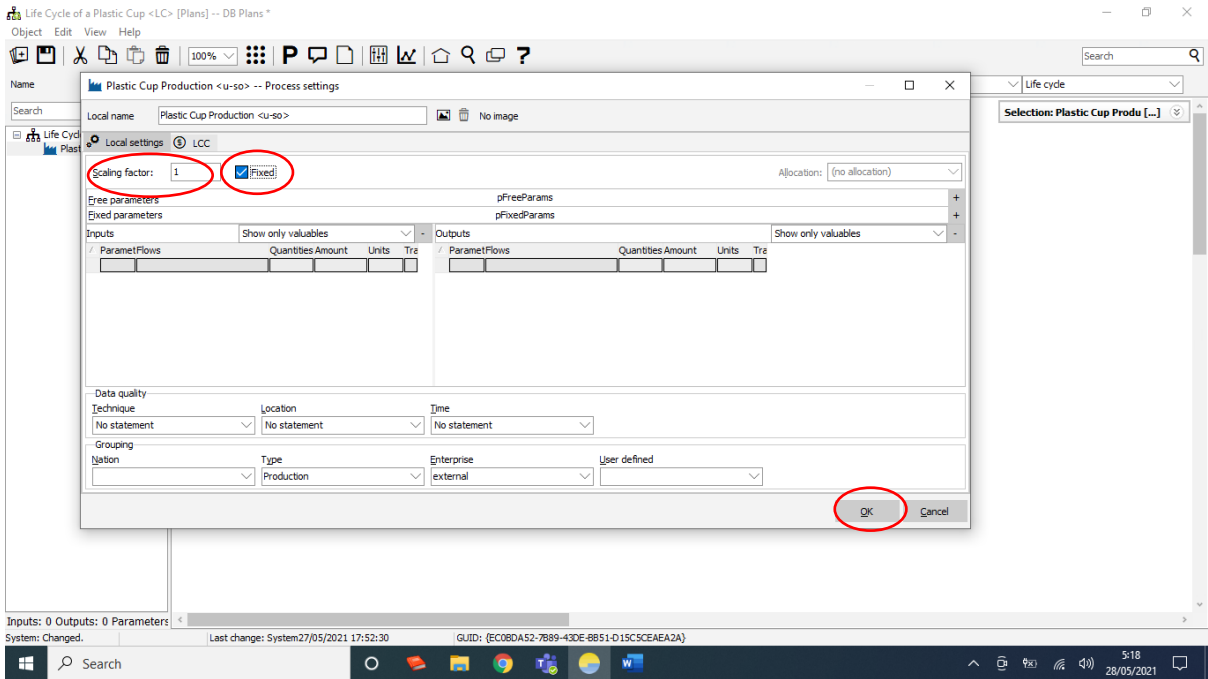 Life Cycle of a Plastic Cup <LC> [Plans] -- DB Plans *
Object Edit View Help
100% P ? Search
Name Life cycle
Search
Life Cycl
Plast
Selection: Plastic Cup Produ [...]
Plastic Cup Production <u-so> -- Process settings
Local name Plastic Cup Production <u-so> No image
Local settings LCC
Scaling factor: 1 Fixed Allocation: (no allocation)
Free parameters pFreeParams +
Fixed parameters pFixedParams +
Inputs Show only valuables - Outputs Show only valuables -
/ ParametFlows Quantities Amount Units Tra / ParametFlows Quantities Amount Units Tra
Data quality
Technique Location Time
No statement No statement No statement
Grouping
Nation Type Enterprise User defined
Production external
OK Cancel
Inputs: 0 Outputs: 0 Parameters
System: Changed. Last change: System27/05/2021 17:52:30 GUID: {EC0BDA52-7B89-43DE-BB51-D15C5CEAEA2A}
Search 5:18
28/05/2021